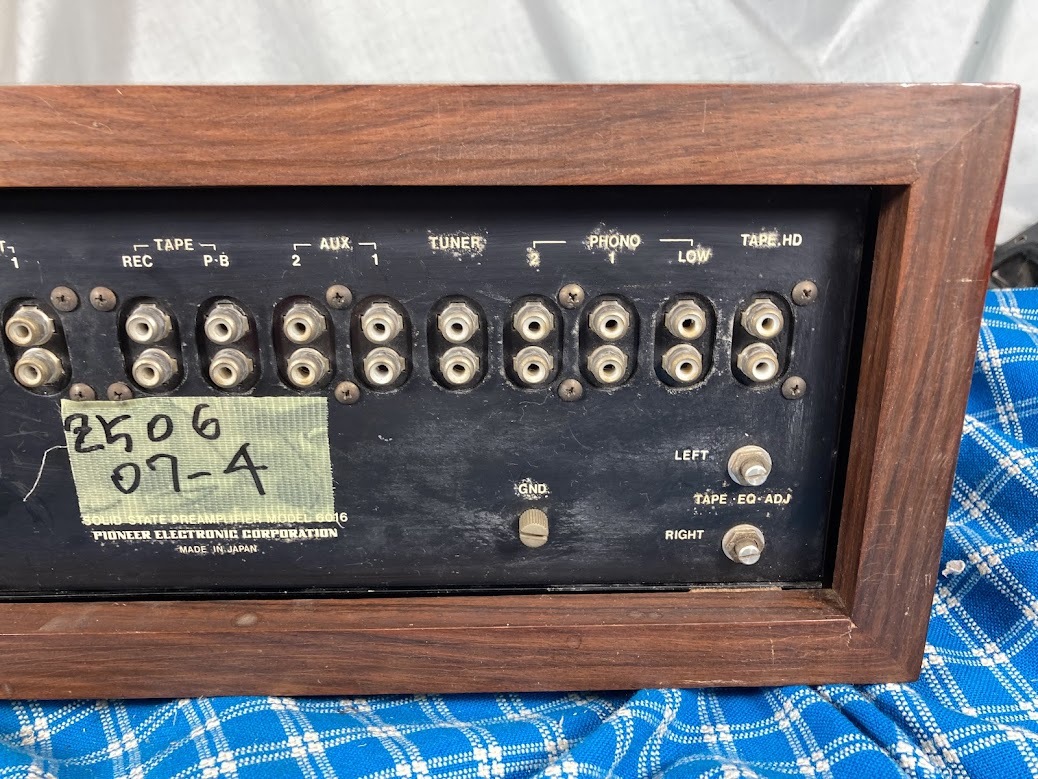 TAPE AUX TUNER PHONO TAPE.HD
1 REC P·B 2 1 2 1 LOW
2506
07-4
LEFT
GND
TAPE·EQ·ADJ
RIGHT
SOLID STATE PREAMPLIFIER MODEL
PIONEER ELECTRONIC CORPORATION
MADE IN JAPAN